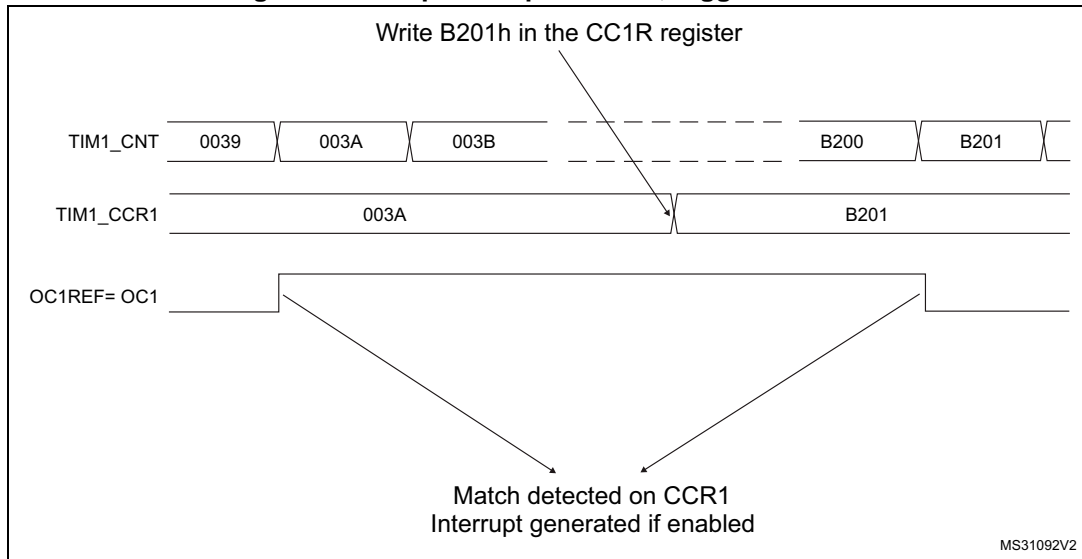 Write B201h in the CC1R register
TIM1_CNT 0039 003A 003B B200 B201
TIM1_CCR1 003A B201
OC1REF= OC1
Match detected on CCR1
Interrupt generated if enabled
MS31092V2